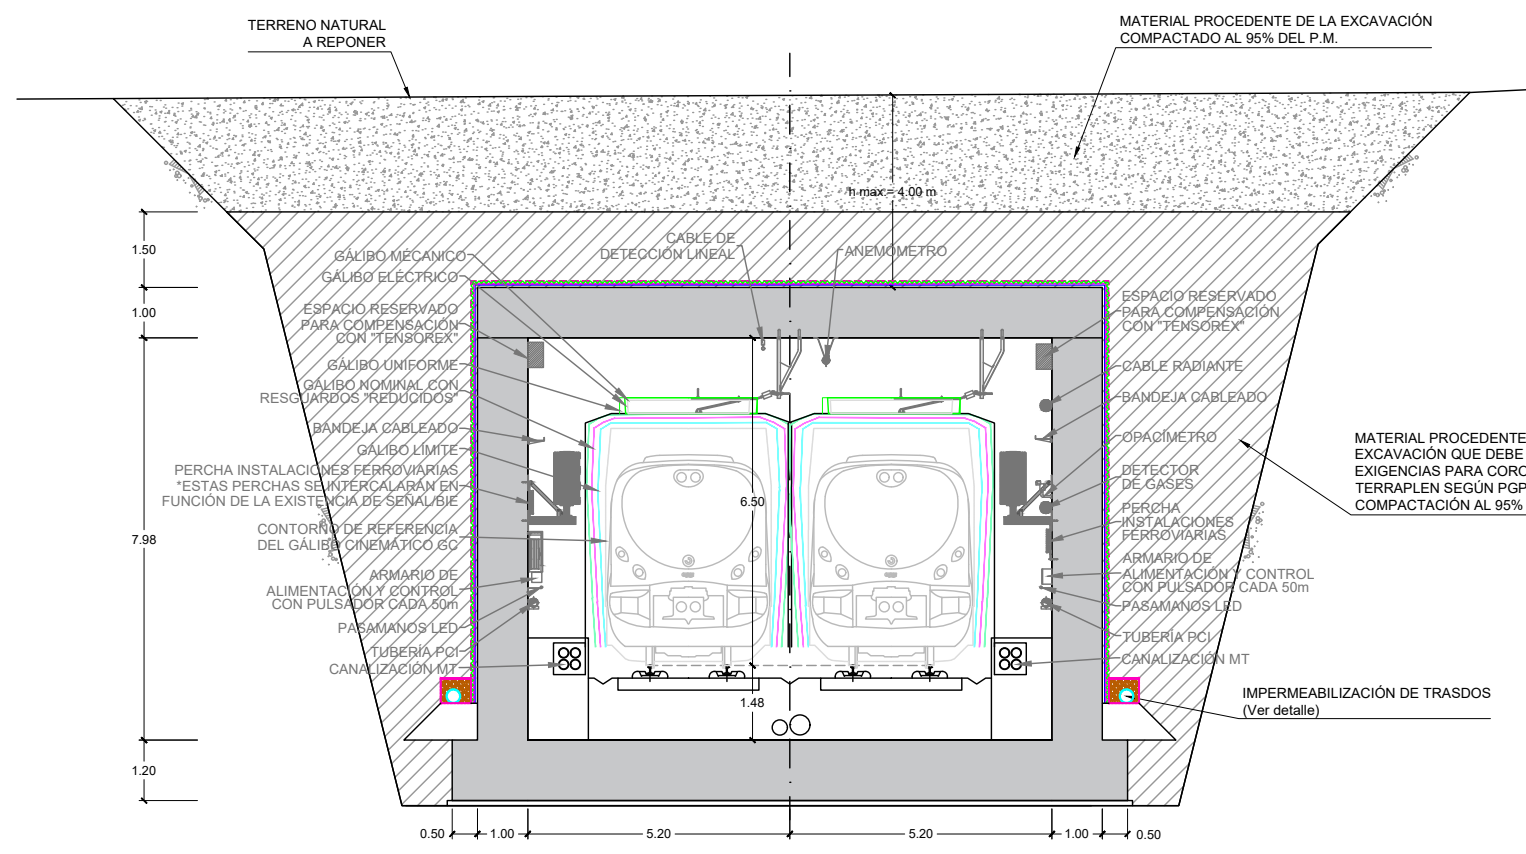 TERRENO NATURAL
A REPONER
MATERIAL PROCEDENTE DE LA EXCAVACIÓN
COMPACTADO AL 95% DEL P.M.
h max.= 4.00 m
1.50
1.00
7.98
1.20
CABLE DE
DETECCIÓN LINEAL
ANEMÓMETRO
GÁLIBO MÉCANICO
GÁLIBO ELÉCTRICO
ESPACIO RESERVADO
PARA COMPENSACIÓN
CON "TENSOREX"
GÁLIBO UNIFORME
GÁLIBO NOMINAL CON
RESGUARDOS "REDUCIDOS"
BANDEJA CABLEADO
GÁLIBO LÍMITE
PERCHA INSTALACIONES FERROVIARIAS
*ESTAS PERCHAS SE INTERCALARÁN EN
FUNCIÓN DE LA EXISTENCIA DE SEÑAL/BIE
CONTORNO DE REFERENCIA
DEL GÁLIBO CINEMÁTICO GC
ARMARIO DE
ALIMENTACIÓN Y CONTROL
CON PULSADOR CADA 50m
PASAMANOS LED
TUBERÍA PCI
CANALIZACIÓN MT
6.50
1.48
ESPACIO RESERVADO
PARA COMPENSACIÓN
CON "TENSOREX"
CABLE RADIANTE
BANDEJA CABLEADO
OPACÍMETRO
DETECTOR
DE GASES
PERCHA
INSTALACIONES
FERROVIARIAS
ARMARIO DE
ALIMENTACIÓN Y CONTROL
CON PULSADOR CADA 50m
PASAMANOS LED
TUBERÍA PCI
CANALIZACIÓN MT
MATERIAL PROCEDENTE
EXCAVACIÓN QUE DEBE
EXIGENCIAS PARA CORO
TERRAPLEN SEGÚN PGP
COMPACTACIÓN AL 95%
IMPERMEABILIZACIÓN DE TRASDOS
(Ver detalle)
0.50 1.00 5.20 5.20 1.00 0.50